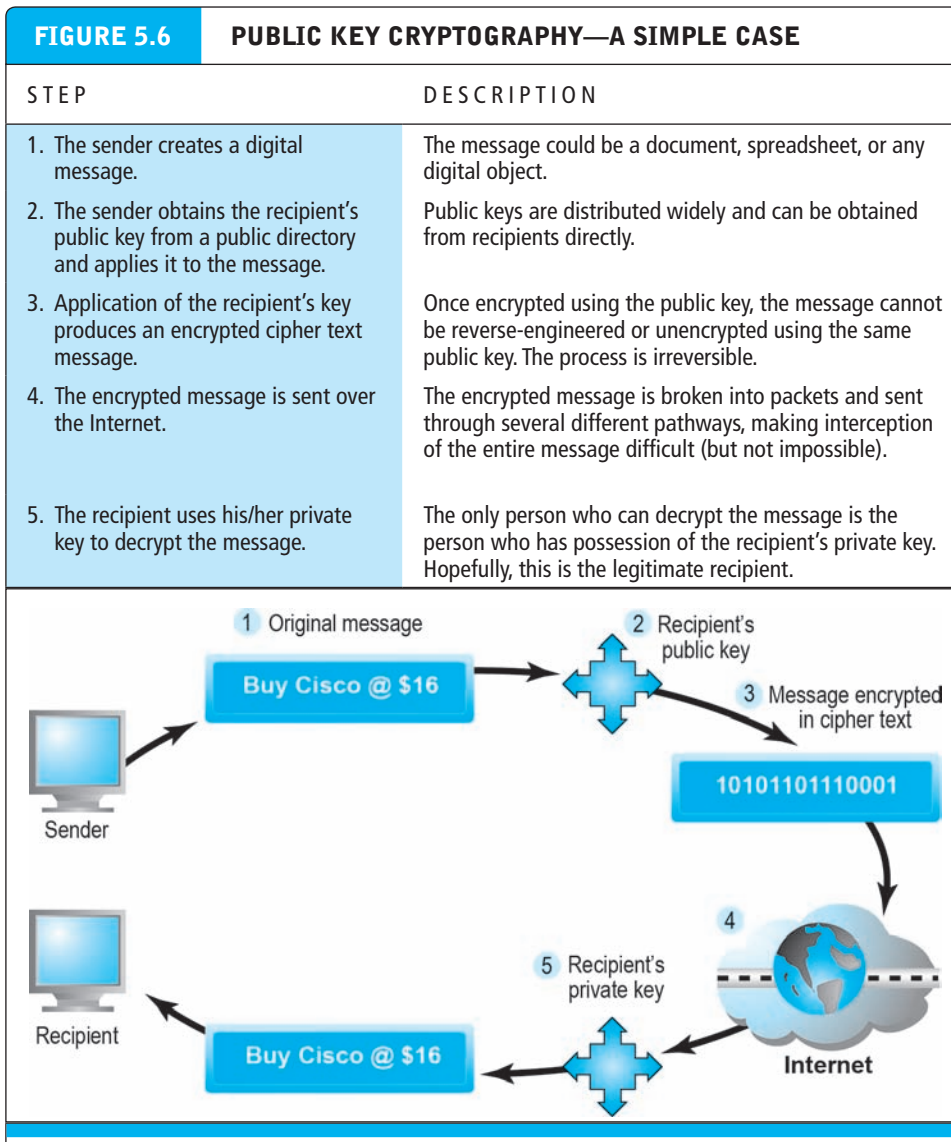 FIGURE 5.6 PUBLIC KEY CRYPTOGRAPHY—A SIMPLE CASE
STEP DESCRIPTION
1. The sender creates a digital
message.
The message could be a document, spreadsheet, or any
digital object.
2. The sender obtains the recipient's
public key from a public directory
and applies it to the message.
Public keys are distributed widely and can be obtained
from recipients directly.
3. Application of the recipient's key
produces an encrypted cipher text
message.
Once encrypted using the public key, the message cannot
be reverse-engineered or unencrypted using the same
public key. The process is irreversible.
4. The encrypted message is sent over
the Internet.
The encrypted message is broken into packets and sent
through several different pathways, making interception
of the entire message difficult (but not impossible).
5. The recipient uses his/her private
key to decrypt the message.
The only person who can decrypt the message is the
person who has possession of the recipient's private key.
Hopefully, this is the legitimate recipient.
1 Original message
Buy Cisco @ $16
2 Recipient's
public key
3 Message encrypted
in cipher text
10101101110001
Sender
4
Internet
5 Recipient's
private key
Buy Cisco @ $16
Recipient